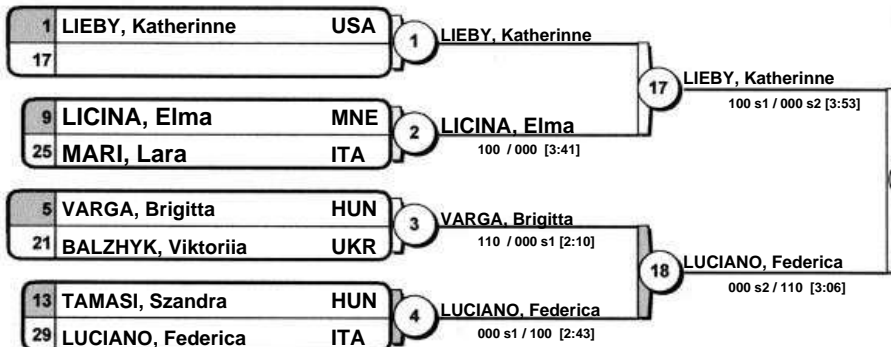 1 LIEBY, Katherinne USA
17
1
LIEBY, Katherinne
9 LICINA, Elma MNE
25 MARI, Lara ITA
2
LICINA, Elma
100 / 000 [3:41]
17
LIEBY, Katherinne
100 s1 / 000 s2 [3:53]
5 VARGA, Brigitta HUN
21 BALZHYK, Viktoriia UKR
3
VARGA, Brigitta
110 / 000 s1 [2:10]
13 TAMASI, Szandra HUN
29 LUCIANO, Federica ITA
4
LUCIANO, Federica
000 s1 / 100 [2:43]
18
LUCIANO, Federica
000 s2 / 110 [3:06]